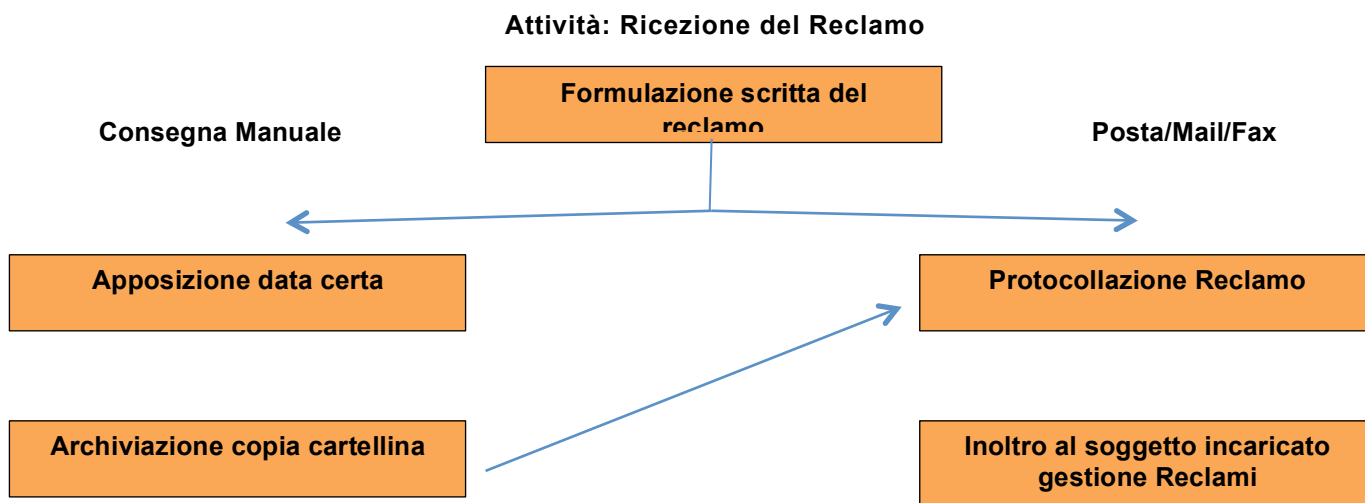 Attività: Ricezione del Reclamo
Formulazione scritta del
reclamo
Consegna Manuale
Posta/Mail/Fax
Apposizione data certa
Protocollazione Reclamo
Archiviazione copia cartellina
Inoltro al soggetto incaricato
gestione Reclami